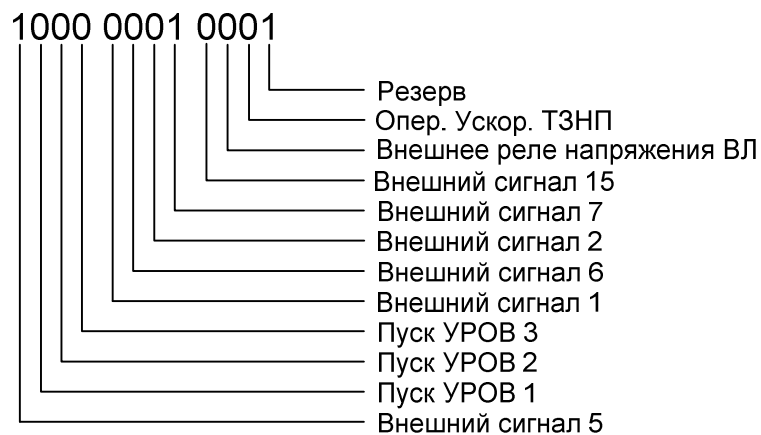 1000 0001 0001
Резерв
Опер. Ускор. ТЗНП
Внешнее реле напряжения ВЛ
Внешний сигнал 15
Внешний сигнал 7
Внешний сигнал 2
Внешний сигнал 6
Внешний сигнал 1
Пуск УРОВ 3
Пуск УРОВ 2
Пуск УРОВ 1
Внешний сигнал 5